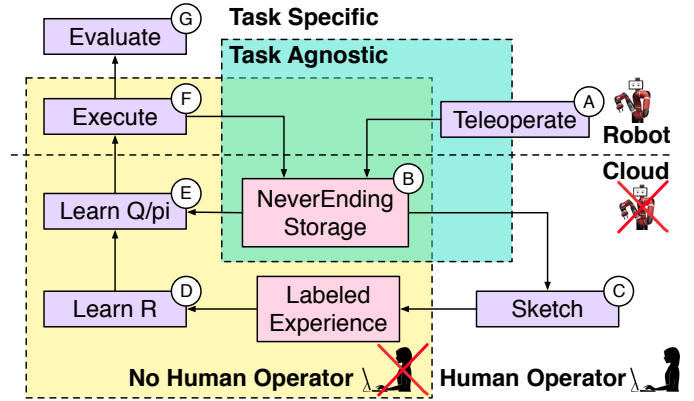 Task Specific
G
Evaluate
Task Agnostic
F
Execute
A
Teleoperate
Robot
Cloud
E
Learn Q/pi
B
NeverEnding
Storage
D
Learn R
Labeled
Experience
C
Sketch
No Human Operator
Human Operator